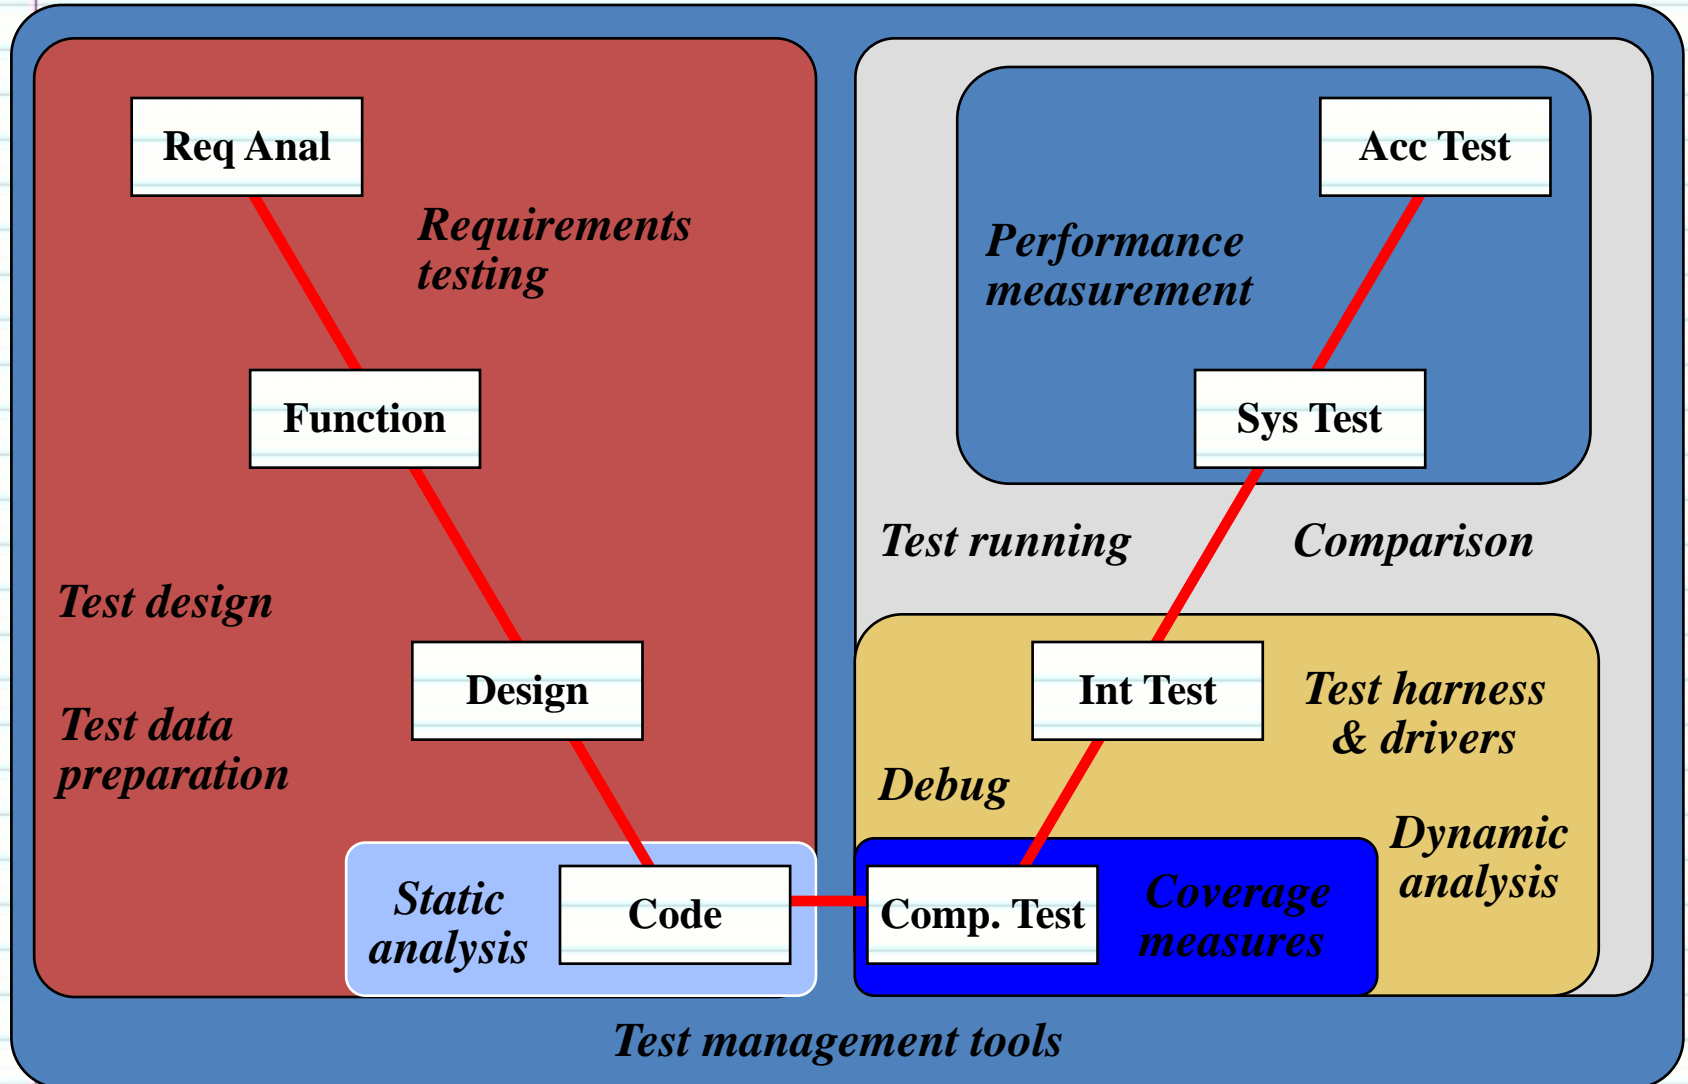 Req Anal
Acc Test
Requirements
testing
Performance
measurement
Function
Sys Test
Test running
Comparison
Test design
Design
Int Test
Test harness
& drivers
Test data
preparation
Debug
Dynamic
analysis
Static
analysis
Code
Comp. Test
Coverage
measures
Test management tools